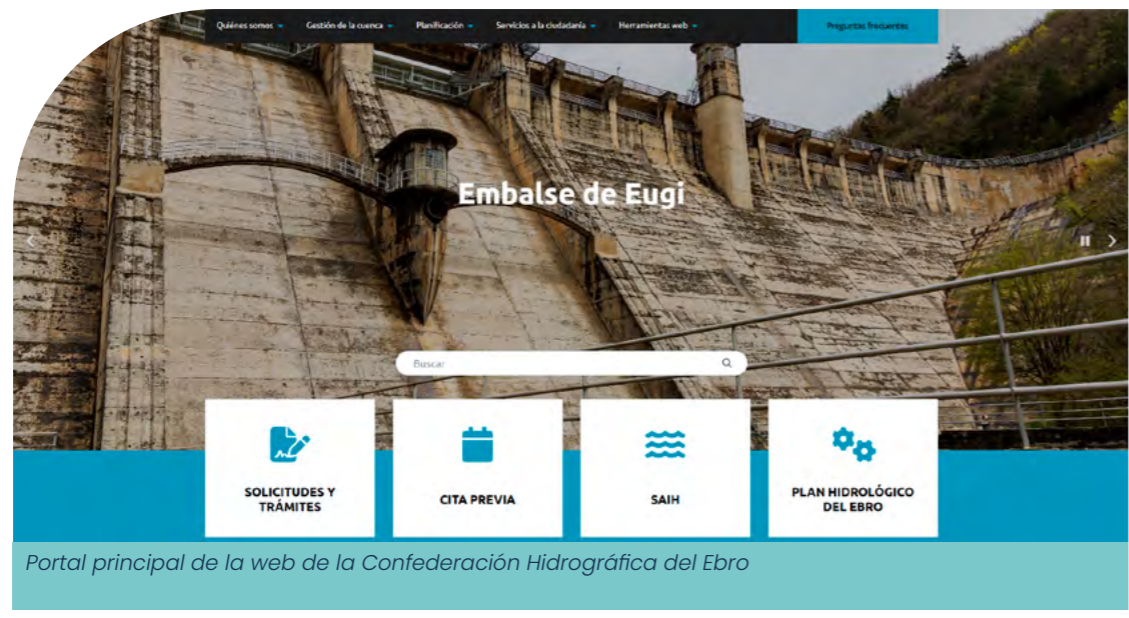 Quiénes somos Gestión de la cuenca Planificación Servicios a la ciudadanía Herramientas web Preguntas frecuentes
Embalse de Eugi
Buscar
SOLICITUDES Y
TRÁMITES
CITA PREVIA
SAIH
PLAN HIDROLÓGICO
DEL EBRO
Portal principal de la web de la Confederación Hidrográfica del Ebro